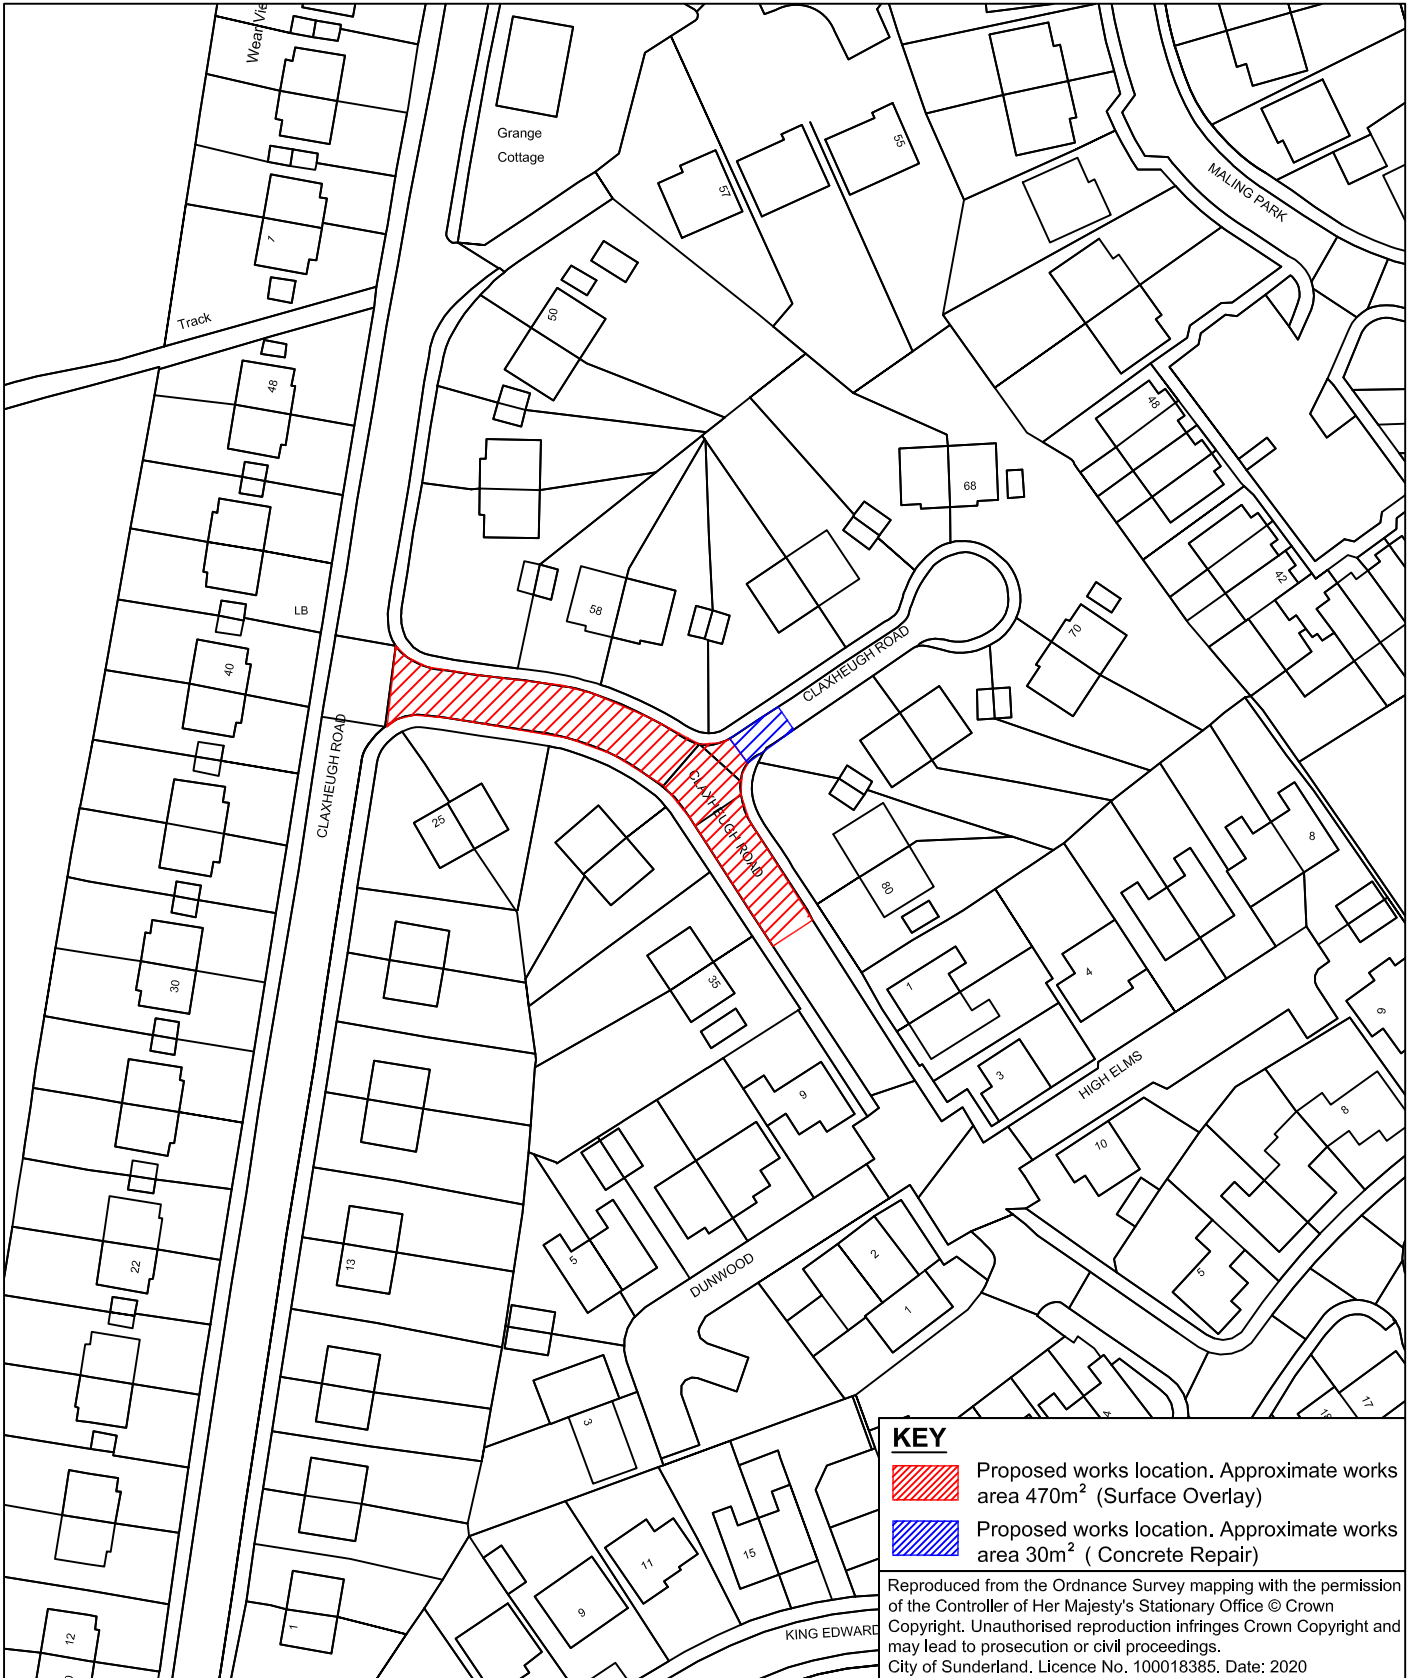 Wear Vie
Grange
Cottage
55
57
MALING PARK
7
Track
50
48
48
68
42
58
LB
40
70
CLAXHEUGH ROAD
CLAXHEUGH ROAD
CLAXHEUGH ROAD
25
8
80
35
30
1
4
6
3
HIGH ELMS
9
8
10
5
2
5
13
22
DUNWOOD
1
3
17
18
4
11
15
9
1
12
KING EDWARD
KEY
Proposed works location. Approximate works
area 470m² (Surface Overlay)
Proposed works location. Approximate works
area 30m² ( Concrete Repair)
Reproduced from the Ordnance Survey mapping with the permission
of the Controller of Her Majesty's Stationary Office © Crown
Copyright. Unauthorised reproduction infringes Crown Copyright and
may lead to prosecution or civil proceedings.
City of Sunderland. Licence No. 100018385. Date: 2020